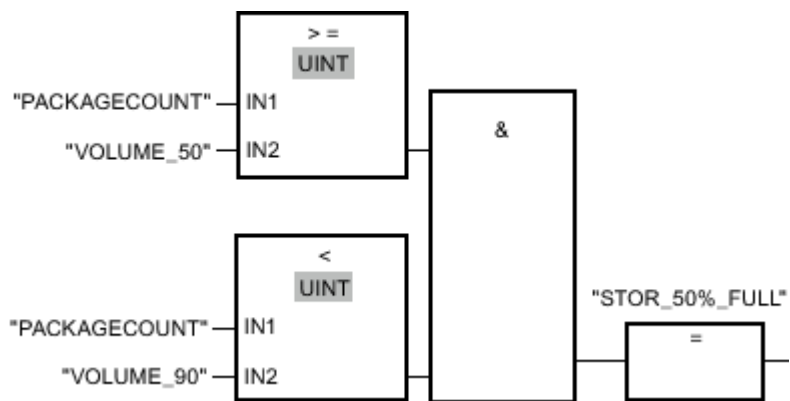 > =
UINT
"PACKAGECOUNT"
IN1
"VOLUME_50"
IN2
&
<
UINT
"PACKAGECOUNT"
IN1
"VOLUME_90"
IN2
"STOR_50%_FULL"
=